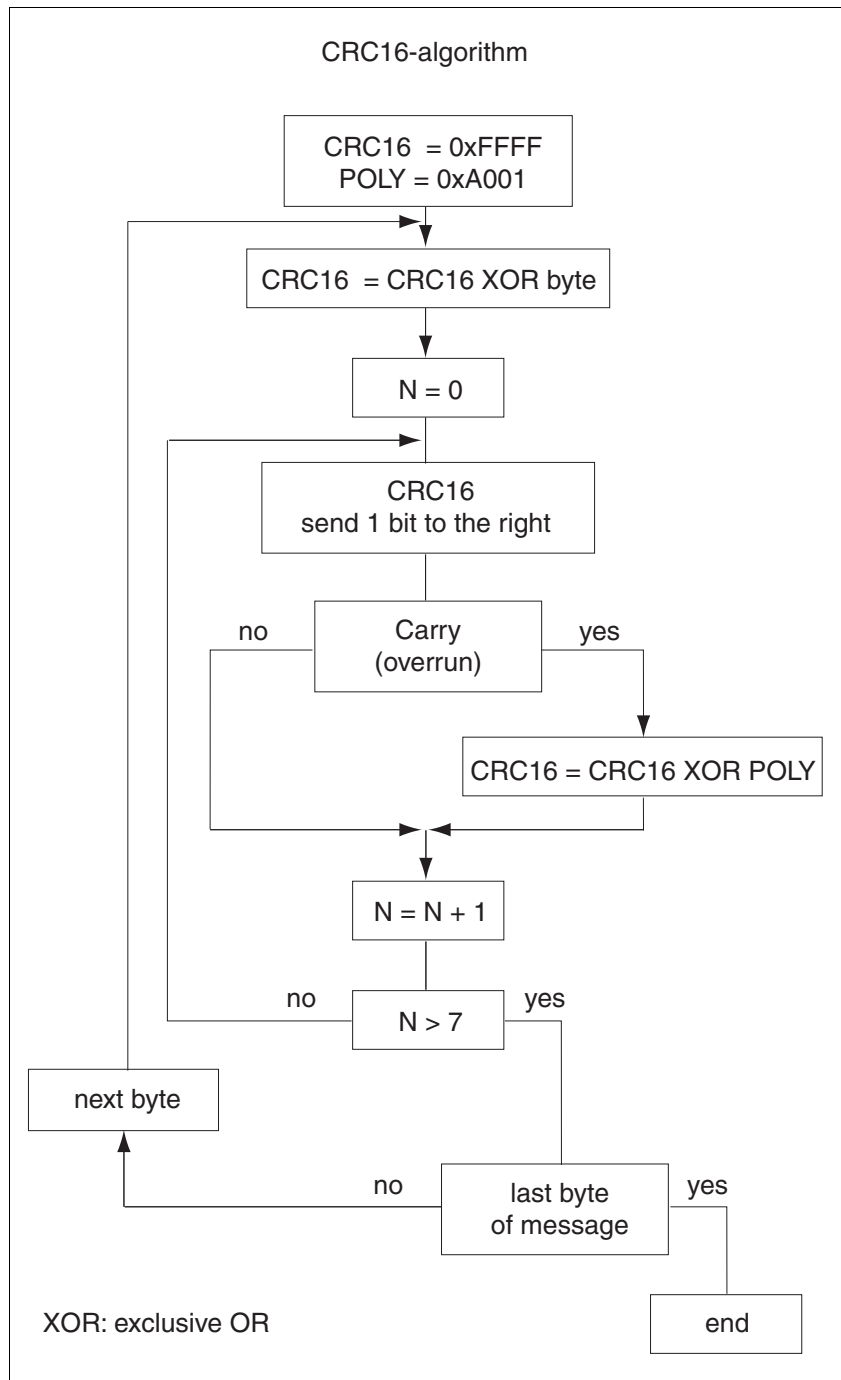 CRC16-algorithm
CRC16 = 0xFFFF
POLY = 0xA001
CRC16 = CRC16 XOR byte
N = 0
CRC16
send 1 bit to the right
no
Carry
(overrun)
yes
CRC16 = CRC16 XOR POLY
N = N + 1
no
N > 7
yes
next byte
no
last byte
of message
yes
XOR: exclusive OR
end